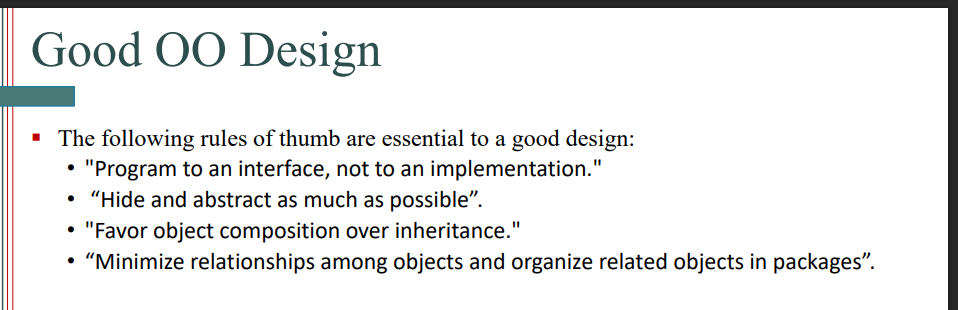 Good OO Design
▪ The following rules of thumb are essential to a good design:
• "Program to an interface, not to an implementation."
• “Hide and abstract as much as possible”.
• "Favor object composition over inheritance."
• “Minimize relationships among objects and organize related objects in packages”.